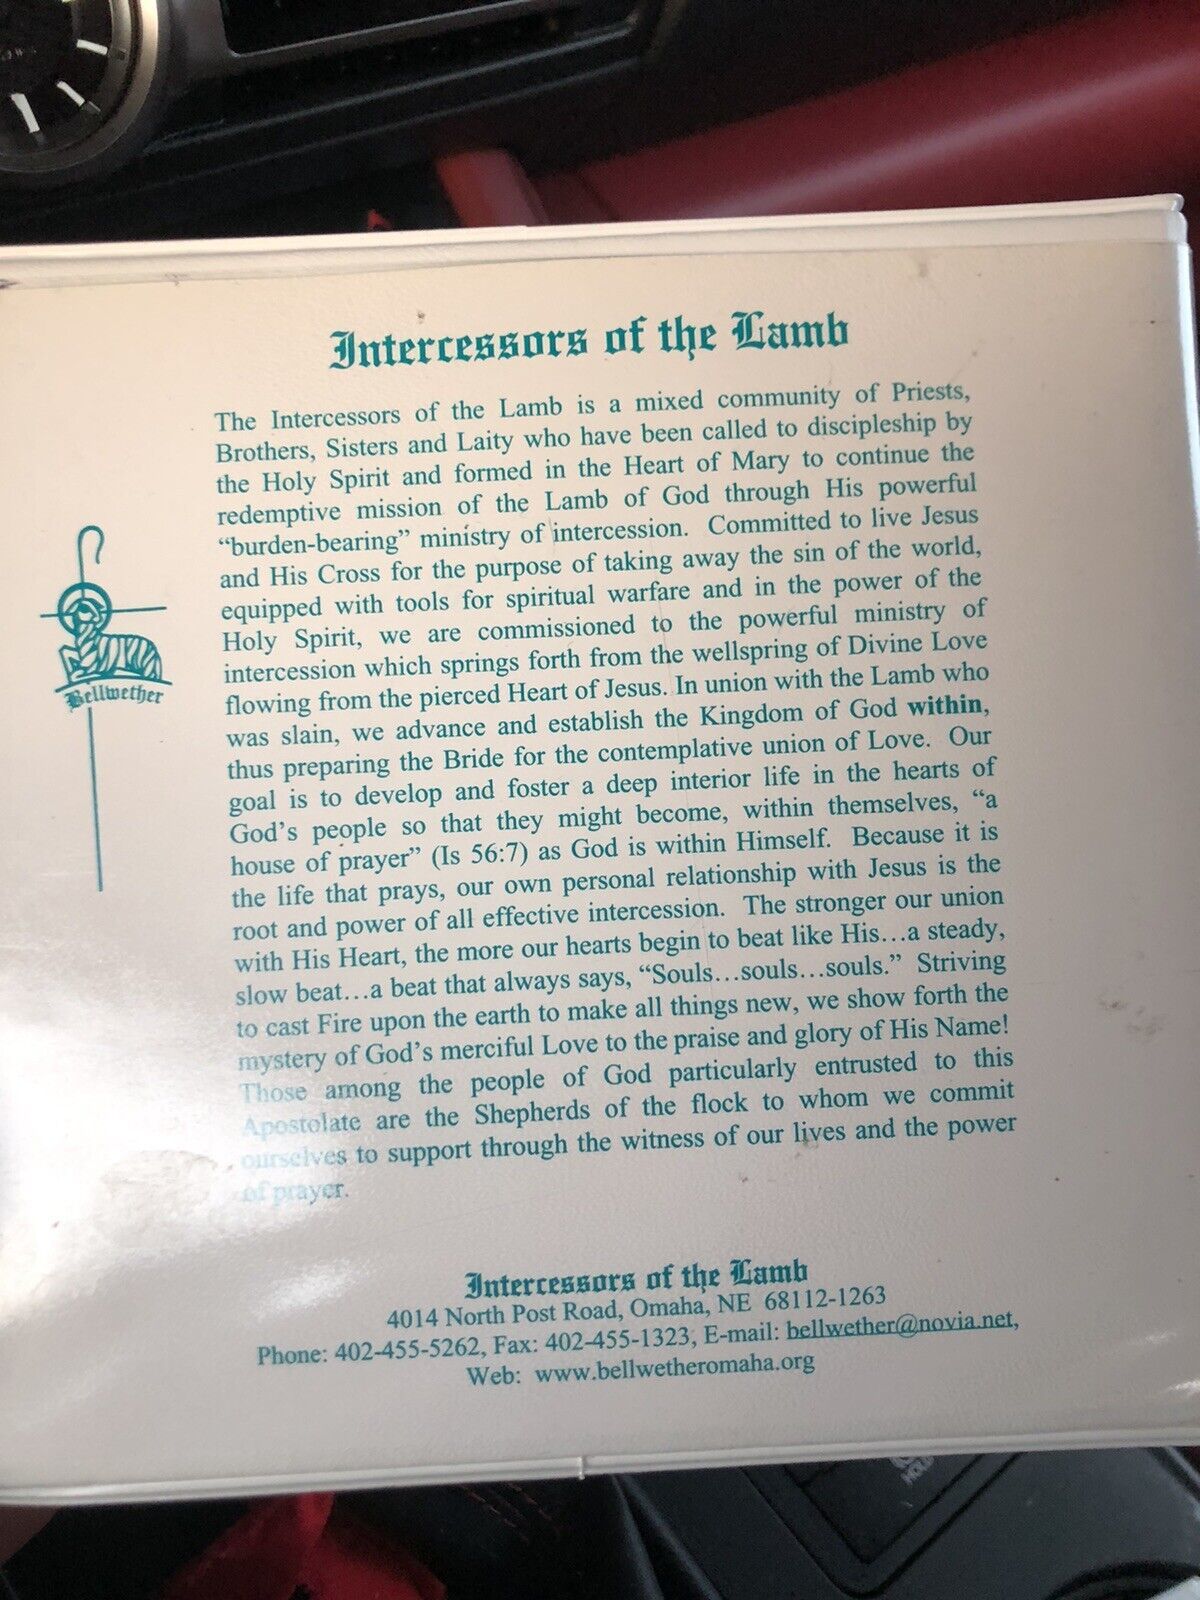 Intercessors of the Lamb
The Intercessors of the Lamb is a mixed community of Priests,
Brothers, Sisters and Laity who have been called to discipleship by
the Holy Spirit and formed in the Heart of Mary to continue the
redemptive mission of the Lamb of God through His powerful
“burden-bearing” ministry of intercession. Committed to live Jesus
and His Cross for the purpose of taking away the sin of the world,
equipped with tools for spiritual warfare and in the power of the
Holy Spirit, we are commissioned to the powerful ministry of
intercession which springs forth from the wellspring of Divine Love
flowing from the pierced Heart of Jesus. In union with the Lamb who
was slain, we advance and establish the Kingdom of God within,
thus preparing the Bride for the contemplative union of Love. Our
goal is to develop and foster a deep interior life in the hearts of
God’s people so that they might become, within themselves, “a
house of prayer” (Is 56:7) as God is within Himself. Because it is
the life that prays, our own personal relationship with Jesus is the
root and power of all effective intercession. The stronger our union
with His Heart, the more our hearts begin to beat like His…a steady,
slow beat…a beat that always says, “Souls…souls…souls.” Striving
to cast Fire upon the earth to make all things new, we show forth the
mystery of God’s merciful Love to the praise and glory of His Name!
Those among the people of God particularly entrusted to this
Apostolate are the Shepherds of the flock to whom we commit
ourselves to support through the witness of our lives and the power
of prayer.
Bellwether
Intercessors of the Lamb
4014 North Post Road, Omaha, NE 68112-1263
Phone: 402-455-5262, Fax: 402-455-1323, E-mail: bellwether@novia.net,
Web: www.bellwetheromaha.org